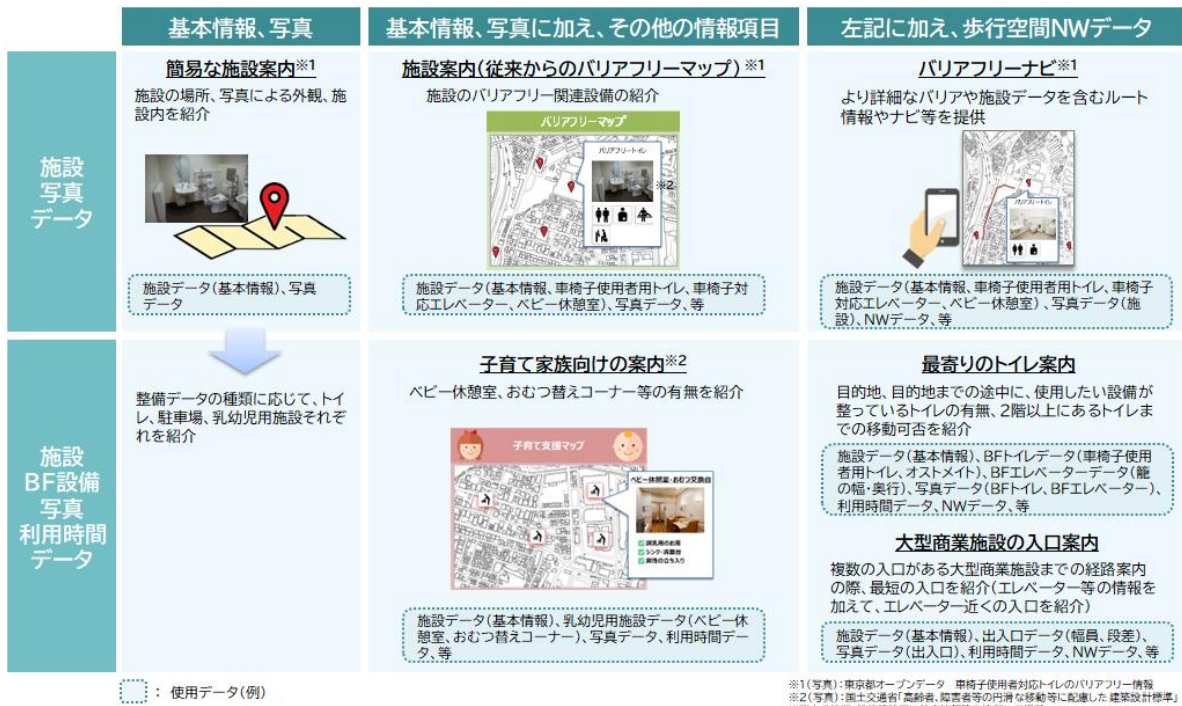 基本情報、写真
基本情報、写真に加え、その他の情報項目
左記に加え、歩行空間NWデータ
施設
写真
データ
簡易な施設案内※1
施設の場所、写真による外観、施
設内を紹介
施設データ(基本情報)、写真
データ
施設案内(従来からのバリアフリーマップ)※1
施設のバリアフリー関連設備の紹介
バリアフリーマップ
バリアフリートイレ
※2
施設データ(基本情報、車椅子使用者用トイレ、車椅子対
応エレベーター、ベビー休憩室)、写真データ、等
バリアフリーナビ※1
より詳細なバリアや施設データを含むルート
情報やナビ等を提供
バリアフリートイレ
施設データ(基本情報、車椅子使用者用トイレ、車椅子
対応エレベーター、ベビー休憩室)、写真データ(施
設)、NWデータ、等
施設
BF設備
写真
利用時間
データ
整備データの種類に応じて、トイ
レ、駐車場、乳幼児用施設それぞ
れを紹介
子育て家族向けの案内※2
ベビー休憩室、おむつ替えコーナー等の有無を紹介
子育て支援マップ
ベビー休憩室・おむつ交換台
調乳用のお湯
シンク・洗面台
男性の立ち入り
施設データ(基本情報)、乳幼児用施設データ(ベビー休
憩室、おむつ替えコーナー)、写真データ、利用時間デー
タ、等
最寄りのトイレ案内
目的地、目的地までの途中に、使用したい設備が
整っているトイレの有無、2階以上にあるトイレま
での移動可否を紹介
施設データ(基本情報)、BFトイレデータ(車椅子使用
者用トイレ、オストメイト)、BFエレベーターデータ(籠
の幅・奥行)、写真データ(BFトイレ、BFエレベーター)、
利用時間データ、NWデータ、等
大型商業施設の入口案内
複数の入口がある大型商業施設までの経路案内
の際、最短の入口を紹介(エレベーター等の情報を
加えて、エレベーター近くの入口を紹介)
施設データ(基本情報)、出入口データ(幅員、段差)、
写真データ(出入口)、利用時間データ、NWデータ、等
：使用データ(例)
※1(写真)：東京都オープンデータ 車椅子使用者対応トイレのバリアフリー情報
※2(写真)：国土交通省「高齢者、障害者等の円滑な移動等に配慮した建築設計標準」